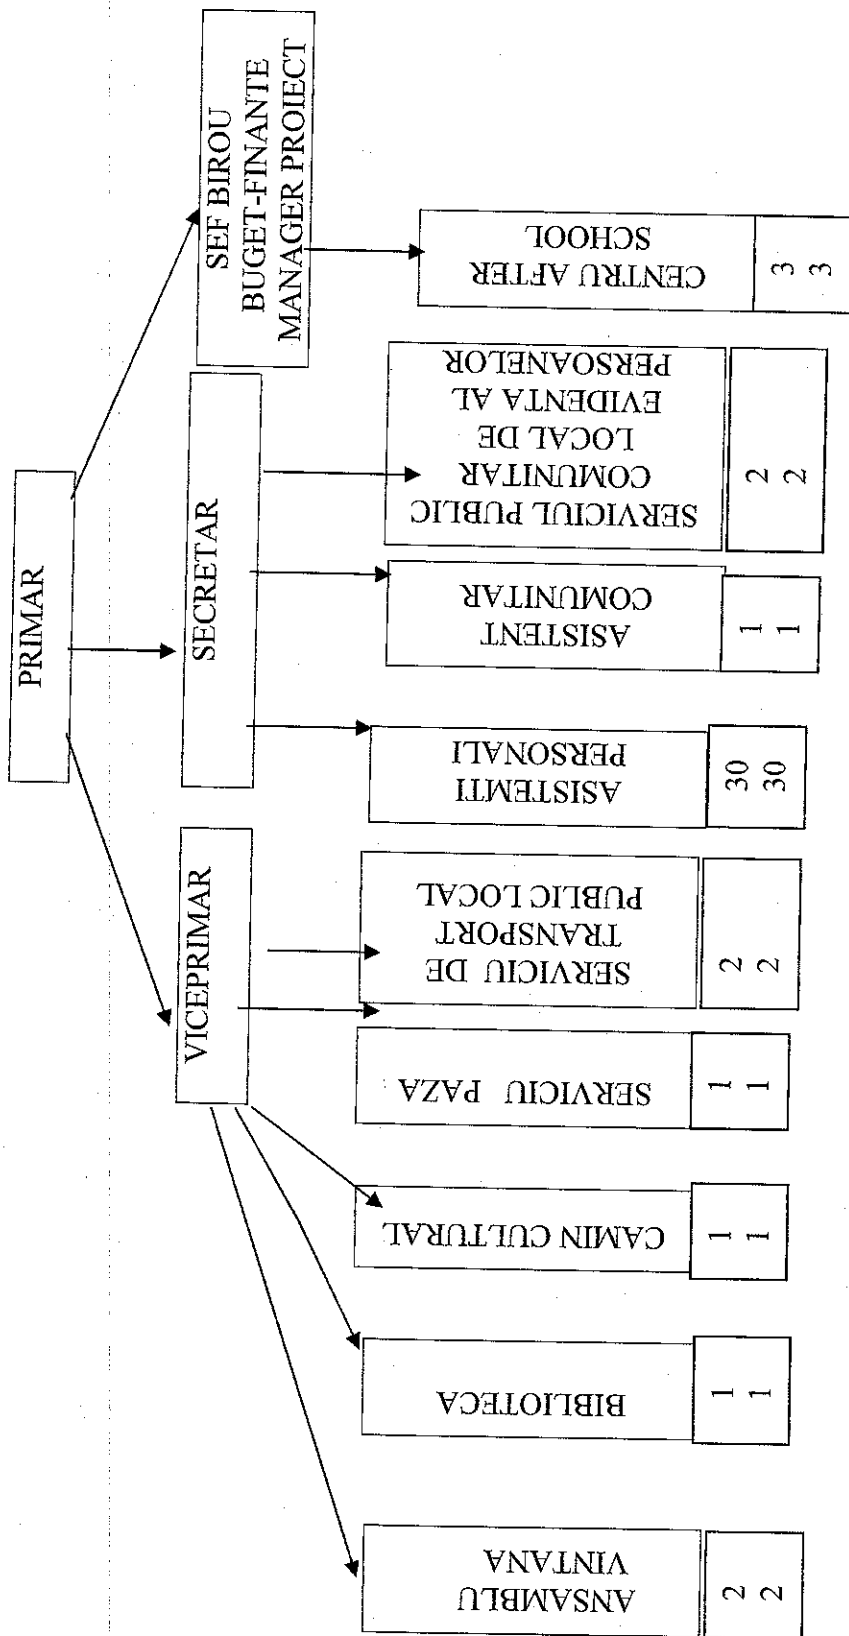 PRIMAR
VICEPRIMAR
SECRETAR
SEF BIROU
BUGET-FINANTE
MANAGER PROIECT
ANSAMBLU
VINTANA
2
2
BIBLIOTECA
1
1
CAMIN CULTURAL
1
1
SERVICIU PAZA
1
1
SERVICIU DE
TRANSPORT
PUBLIC LOCAL
2
2
ASISTEMTI
PERSONALI
30
30
ASISTENT
COMUNITAR
1
1
SERVICIUL PUBLIC
COMUNITAR
LOCAL DE
EVIDENTA AL
PERSOANELOR
2
2
CENTRU AFTER
SCHOOL
3
3